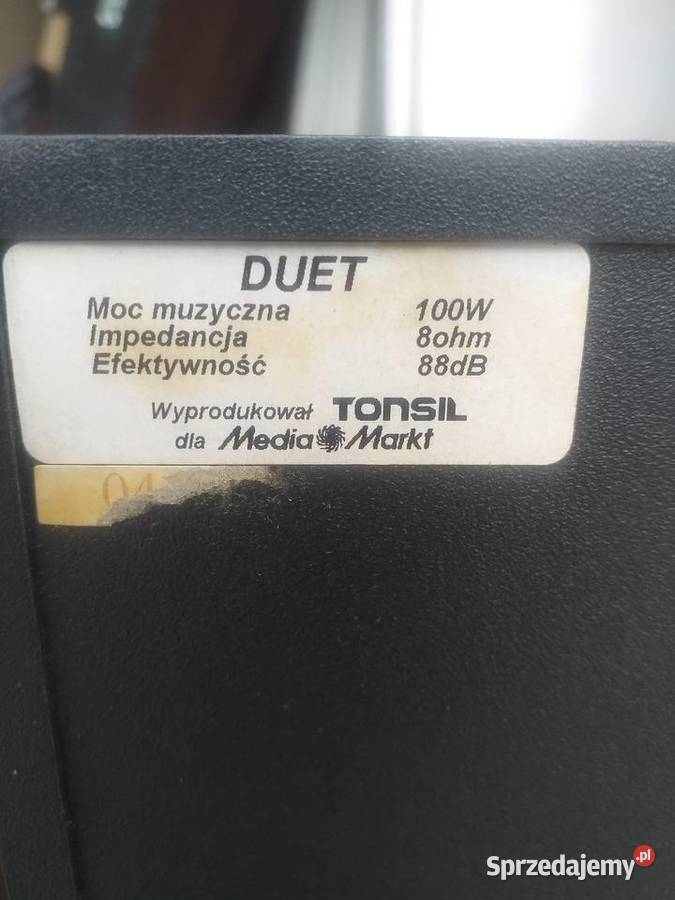 DUET
Moc muzyczna 100W
Impedancja 8ohm
Efektywność 88dB
Wyprodukował TONSIL
dla Media Markt
Sprzedajemy.pl